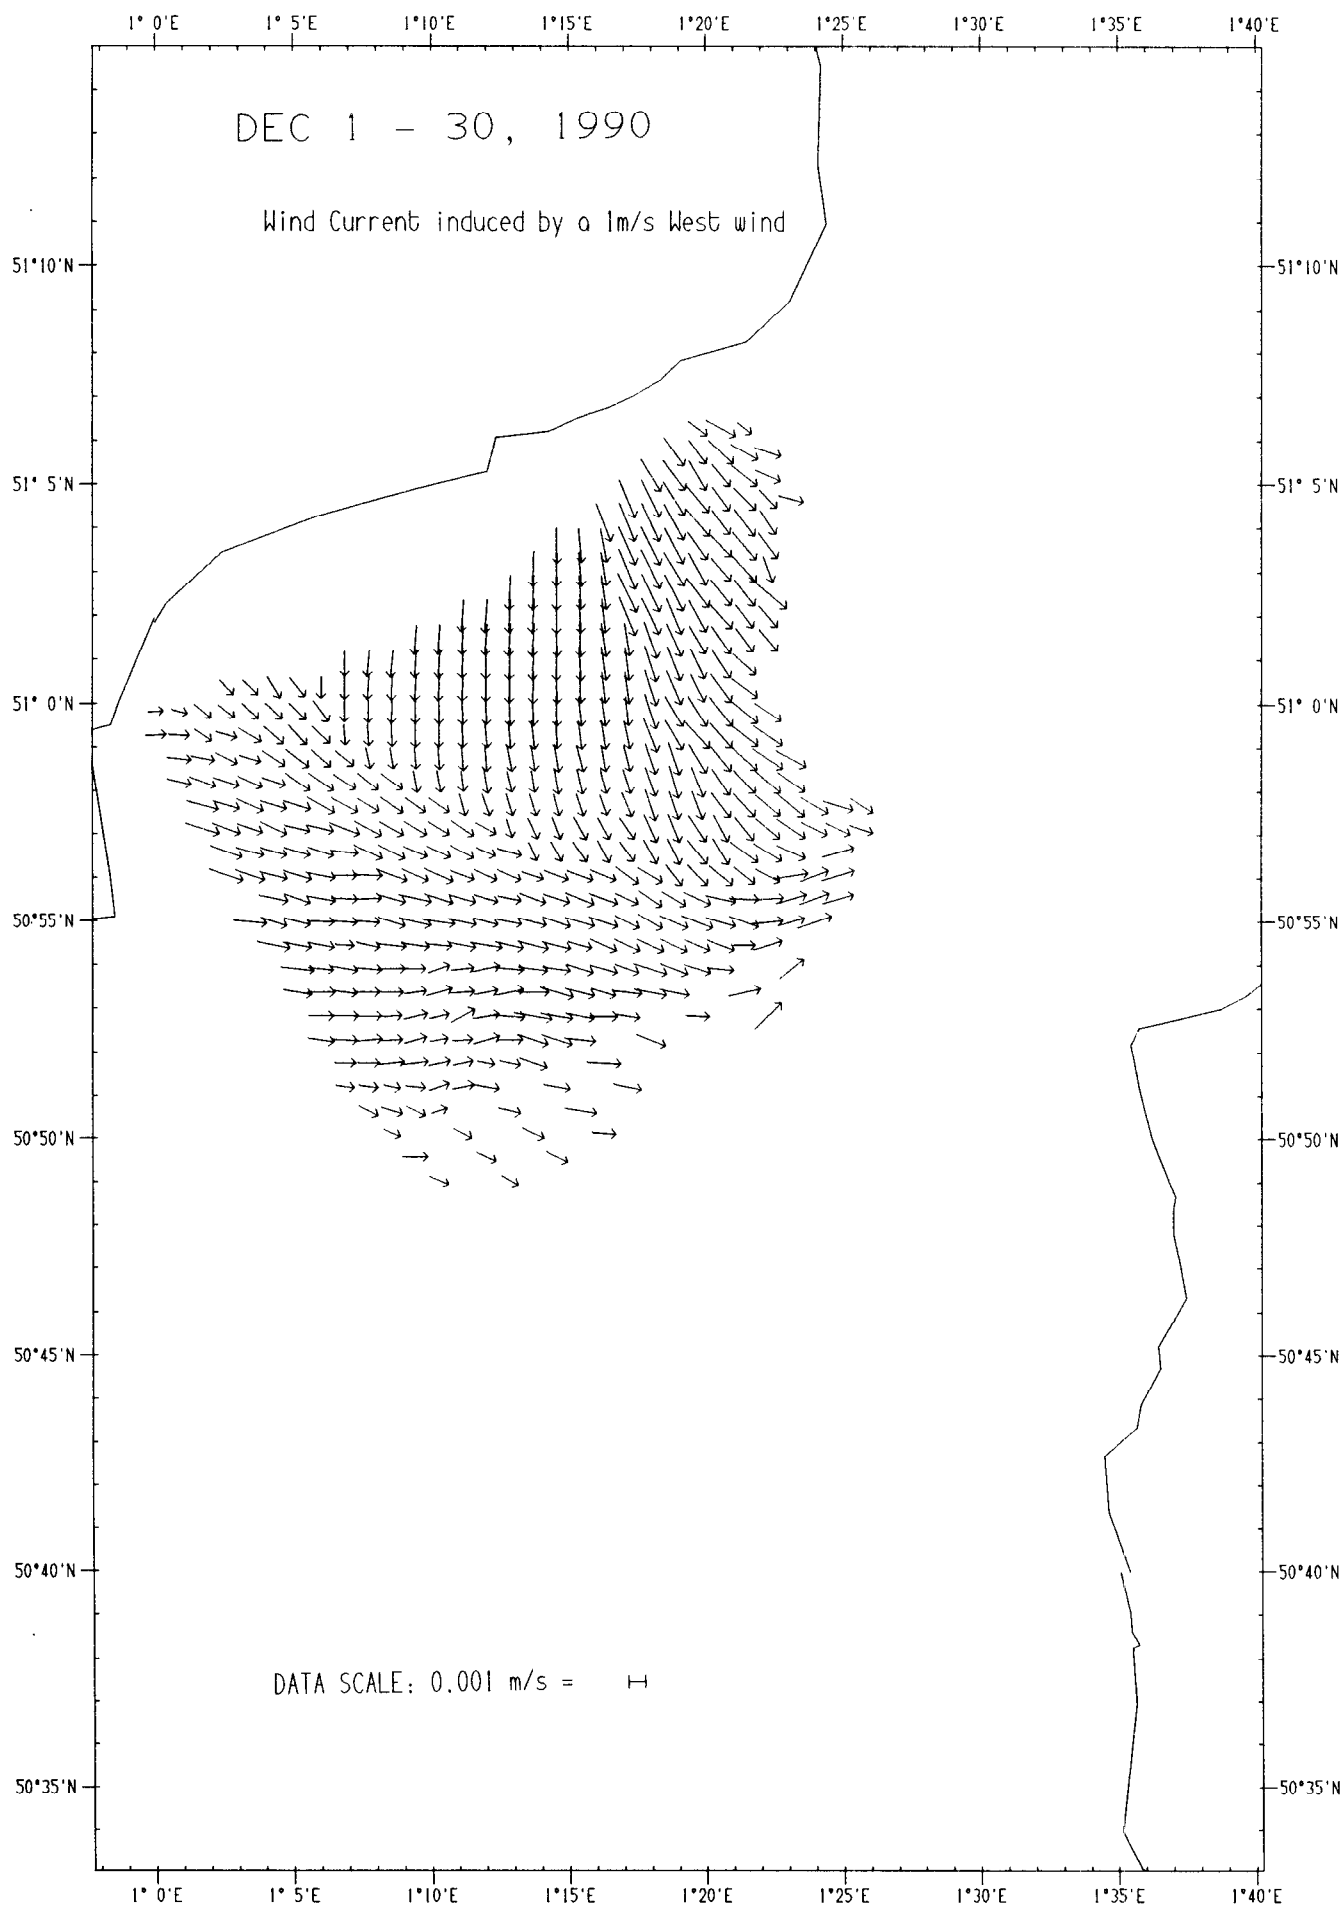 1° 0'E 1° 5'E 1°10'E 1°15'E 1°20'E 1°25'E 1°30'E 1°35'E 1°40'E
DEC 1 - 30, 1990
Wind Current induced by a 1m/s West wind
51°10'N 51°10'N
51° 5'N 51° 5'N
51° 0'N 51° 0'N
50°55'N 50°55'N
50°50'N 50°50'N
50°45'N 50°45'N
50°40'N 50°40'N
DATA SCALE: 0.001 m/s =
50°35'N 50°35'N
1° 0'E 1° 5'E 1°10'E 1°15'E 1°20'E 1°25'E 1°30'E 1°35'E 1°40'E